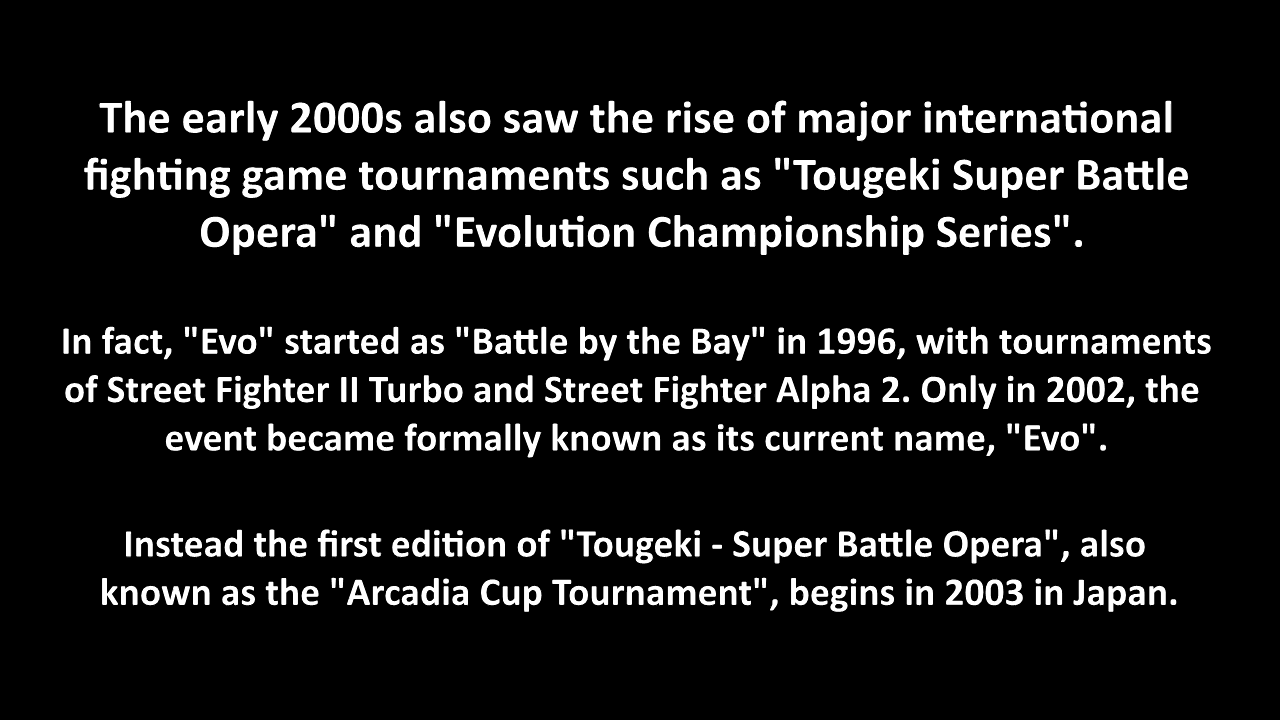 The early 2000s also saw the rise of major international
fighting game tournaments such as "Tougeki Super Battle
Opera" and "Evolution Championship Series".
In fact, "Evo" started as "Battle by the Bay" in 1996, with tournaments
of Street Fighter II Turbo and Street Fighter Alpha 2. Only in 2002, the
event became formally known as its current name, "Evo".
Instead the first edition of "Tougeki - Super Battle Opera", also
known as the "Arcadia Cup Tournament", begins in 2003 in Japan.